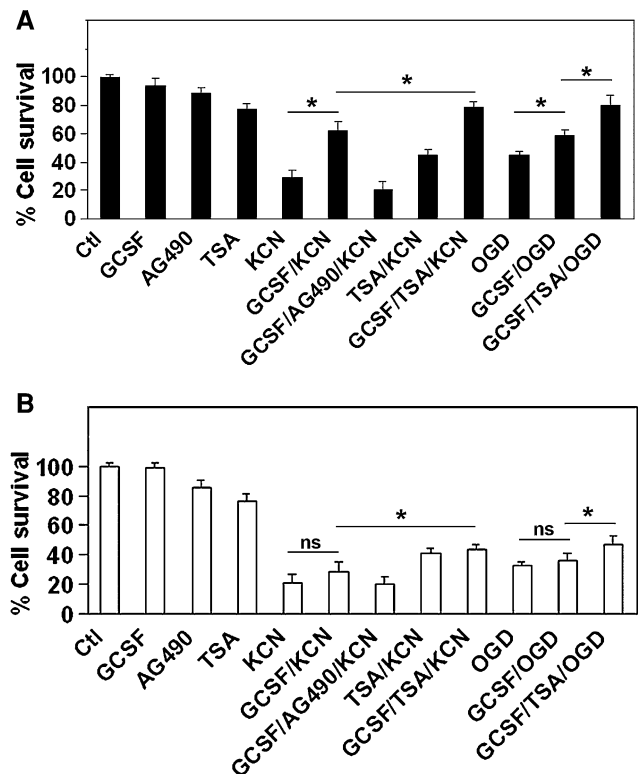 A
% Cell survival
100
80
60
40
20
0
*
*
*
*
Ctl
GCSF
AG490
TSA
KCN
GCSF/KCN
GCSF/AG490/KCN
TSA/KCN
GCSF/TSA/KCN
OGD
GCSF/OGD
GCSF/TSA/OGD
B
% Cell survival
100
80
60
40
20
0
ns
*
ns
*
Ctl
GCSF
AG490
TSA
KCN
GCSF/KCN
GCSF/AG490/KCN
TSA/KCN
GCSF/TSA/KCN
OGD
GCSF/OGD
GCSF/TSA/OGD